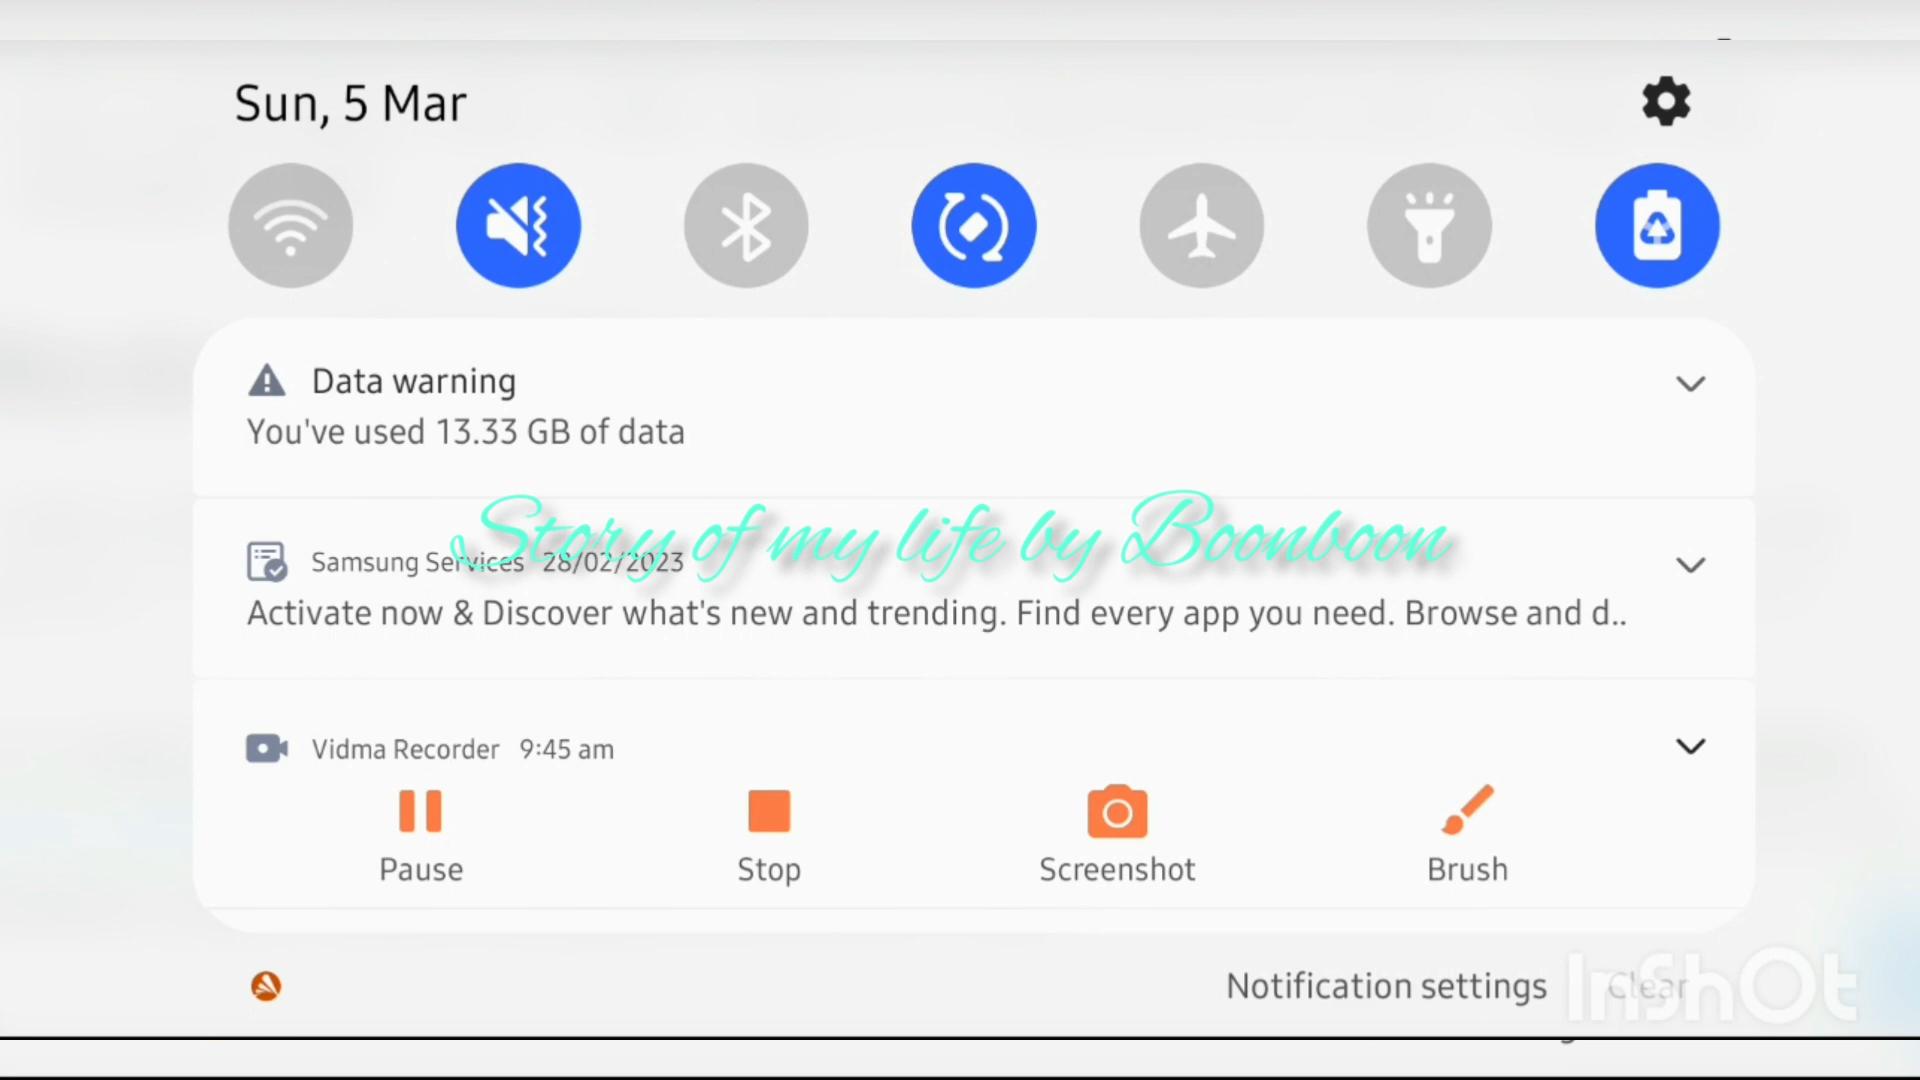 Sun, 5 Mar
Data warning
You've used 13.33 GB of data
Story of my life by Boonboon
Samsung Services 28/02/2023
Activate now & Discover what's new and trending. Find every app you need. Browse and d..
Vidma Recorder 9:45 am
Pause Stop Screenshot Brush
Notification settings Clear
InShOt